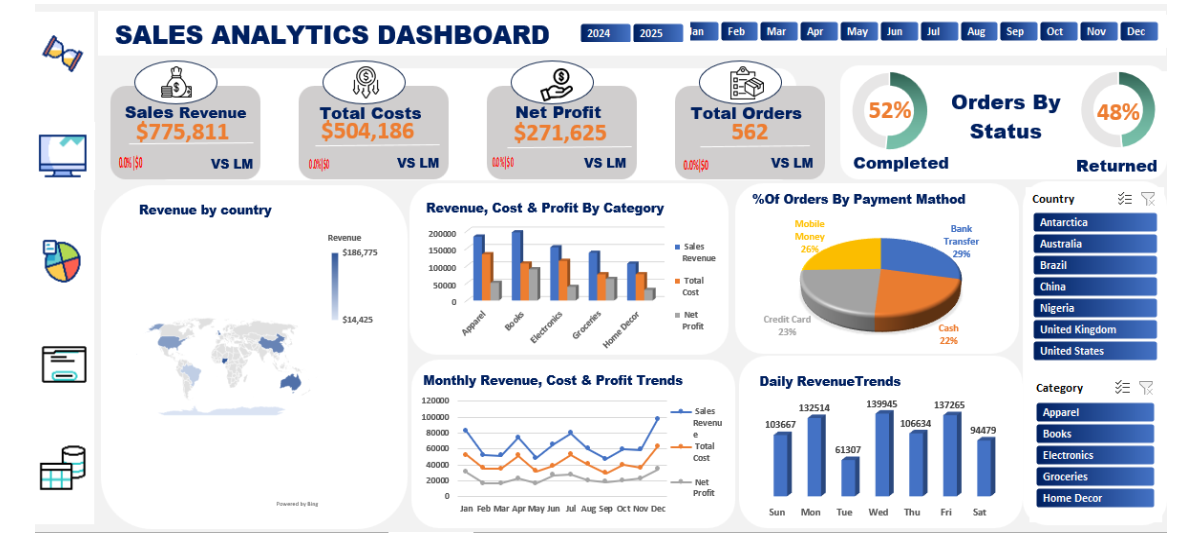 SALES ANALYTICS DASHBOARD
2024
2025
Jan
Feb
Mar
Apr
May
Jun
Jul
Aug
Sep
Oct
Nov
Dec
Sales Revenue
$775,811
0.0%|$0
VS LM
Total Costs
$504,186
0.0%|$0
VS LM
Net Profit
$271,625
0.0%|$0
VS LM
Total Orders
562
0.0%|$0
VS LM
52%
Completed
Orders By
Status
48%
Returned
Revenue by country
Revenue
$186,775
$14,425
Powered by Bing
Revenue, Cost & Profit By Category
200000
150000
100000
50000
0
Apparel
Books
Electronics
Groceries
Home Decor
Sales
Revenue
Total
Cost
Net
Profit
%Of Orders By Payment Mathod
Mobile
Money
26%
Bank
Transfer
29%
Credit Card
23%
Cash
22%
Country
Antarctica
Australia
Brazil
China
Nigeria
United Kingdom
United States
Monthly Revenue, Cost & Profit Trends
120000
100000
80000
60000
40000
20000
0
Jan Feb Mar Apr May Jun Jul Aug Sep Oct Nov Dec
Sales
Revenu
e
Total
Cost
Net
Profit
Daily RevenueTrends
103667
132514
61307
139945
106634
137265
94479
Sun
Mon
Tue
Wed
Thu
Fri
Sat
Category
Apparel
Books
Electronics
Groceries
Home Decor